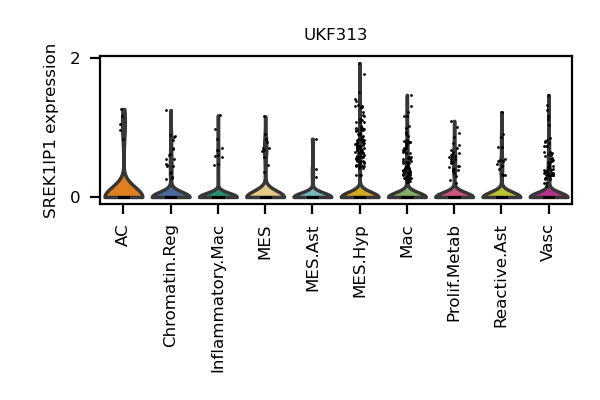 UKF313
SREK1IP1 expression
2
0
AC
Chromatin.Reg
Inflammatory.Mac
MES
MES.Ast
MES.Hyp
Mac
Prolif.Metab
Reactive.Ast
Vasc